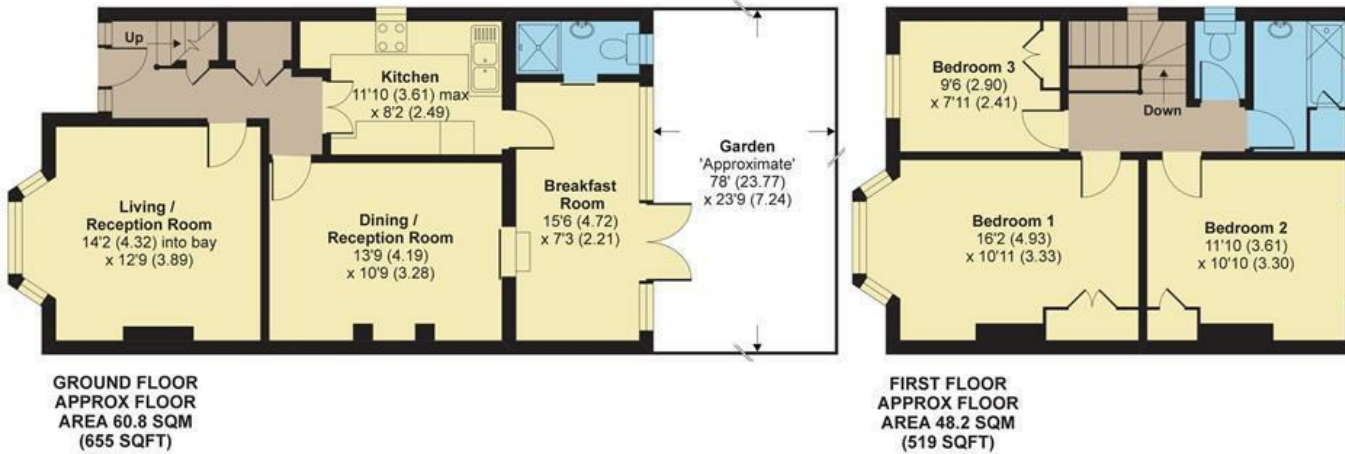 Up
Kitchen
11'10 (3.61) max
x 8'2 (2.49)
Living /
Reception Room
14'2 (4.32) into bay
x 12'9 (3.89)
Dining /
Reception Room
13'9 (4.19)
x 10'9 (3.28)
Breakfast
Room
15'6 (4.72)
x 7'3 (2.21)
Garden
'Approximate'
78' (23.77)
x 23'9 (7.24)
GROUND FLOOR
APPROX FLOOR
AREA 60.8 SQM
(655 SQFT)
Bedroom 3
9'6 (2.90)
x 7'11 (2.41)
Down
Bedroom 1
16'2 (4.93)
x 10'11 (3.33)
Bedroom 2
11'10 (3.61)
x 10'10 (3.30)
FIRST FLOOR
APPROX FLOOR
AREA 48.2 SQM
(519 SQFT)